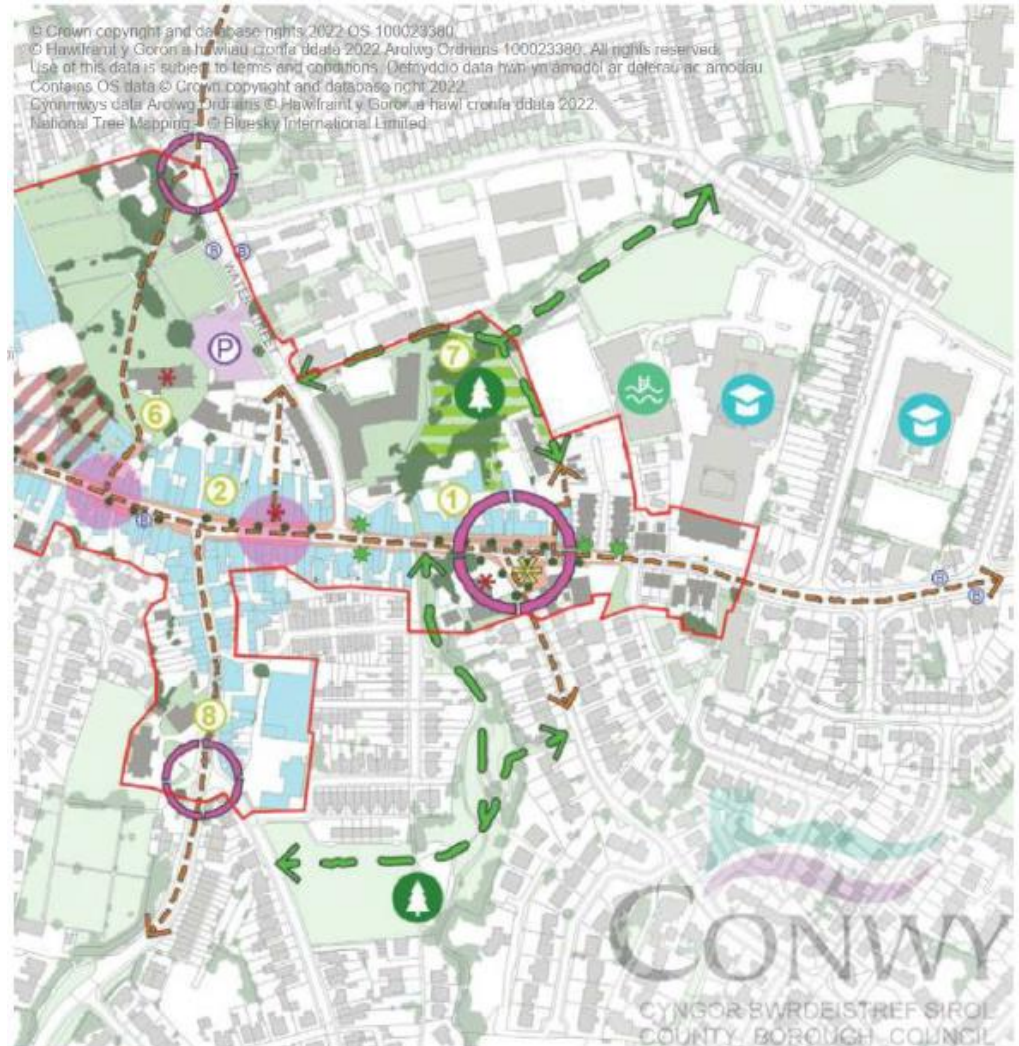 © Crown copyright and database rights 2022 OS 100023380.
© Hawlfraint y Goron a hawliau cronfa ddata 2022 Arolwg Ordnans 100023380. All rights reserved.
Use of this data is subject to terms and conditions. Defnyddio data hwn yn amodol ar delerau ac amodau
Contains OS data © Crown copyright and database right 2022.
Cynnwys data Arolwg Ordnans © Hawlfraint y Goron a hawl cronfa ddata 2022.
National Tree Mapping - © Bluesky International Limited
B B
WATER STREET
P
7
6
2
1
B
B
B
8
CONWY
CYNGOR BWRDEISTREF SIROL
COUNTY BOROUGH COUNCIL